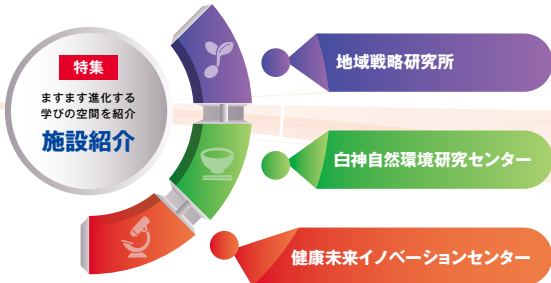 特集
ますます進化する
学びの空間を紹介
施設紹介
地域戦略研究所
白神自然環境研究センター
健康未来イノベーションセンター